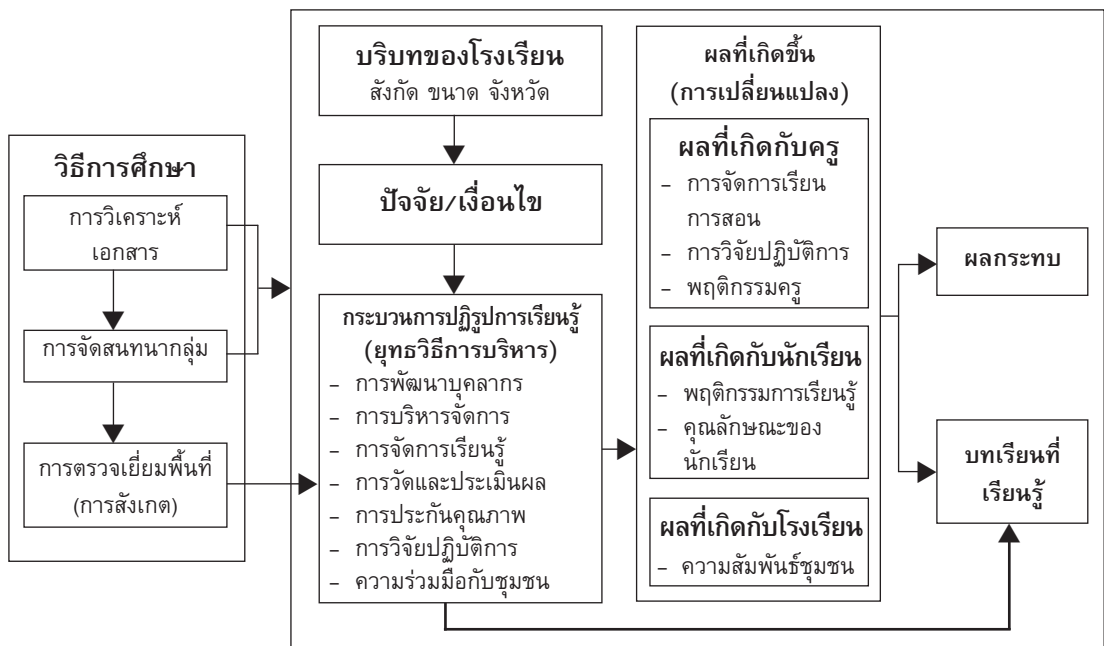 วิธีการศึกษา
การวิเคราะห์
เอกสาร
การจัดสนทนากลุ่ม
การตรวจเยี่ยมพื้นที่
(การสังเกต)
บริบทของโรงเรียน
สังกัด ขนาด จังหวัด
ปัจจัย/เงื่อนไข
กระบวนการปฏิรูปการเรียนรู้
(ยุทธวิธีการบริหาร)
– การพัฒนาบุคลากร
– การบริหารจัดการ
– การจัดการเรียนรู้
– การวัดและประเมินผล
– การประกันคุณภาพ
– การวิจัยปฏิบัติการ
– ความร่วมมือกับชุมชน
ผลที่เกิดขึ้น
(การเปลี่ยนแปลง)
ผลที่เกิดกับครู
– การจัดการเรียน
การสอน
– การวิจัยปฏิบัติการ
– พฤติกรรมครู
ผลที่เกิดกับนักเรียน
– พฤติกรรมการเรียนรู้
– คุณลักษณะของ
นักเรียน
ผลที่เกิดกับโรงเรียน
– ความสัมพันธ์ชุมชน
ผลกระทบ
บทเรียนที่
เรียนรู้